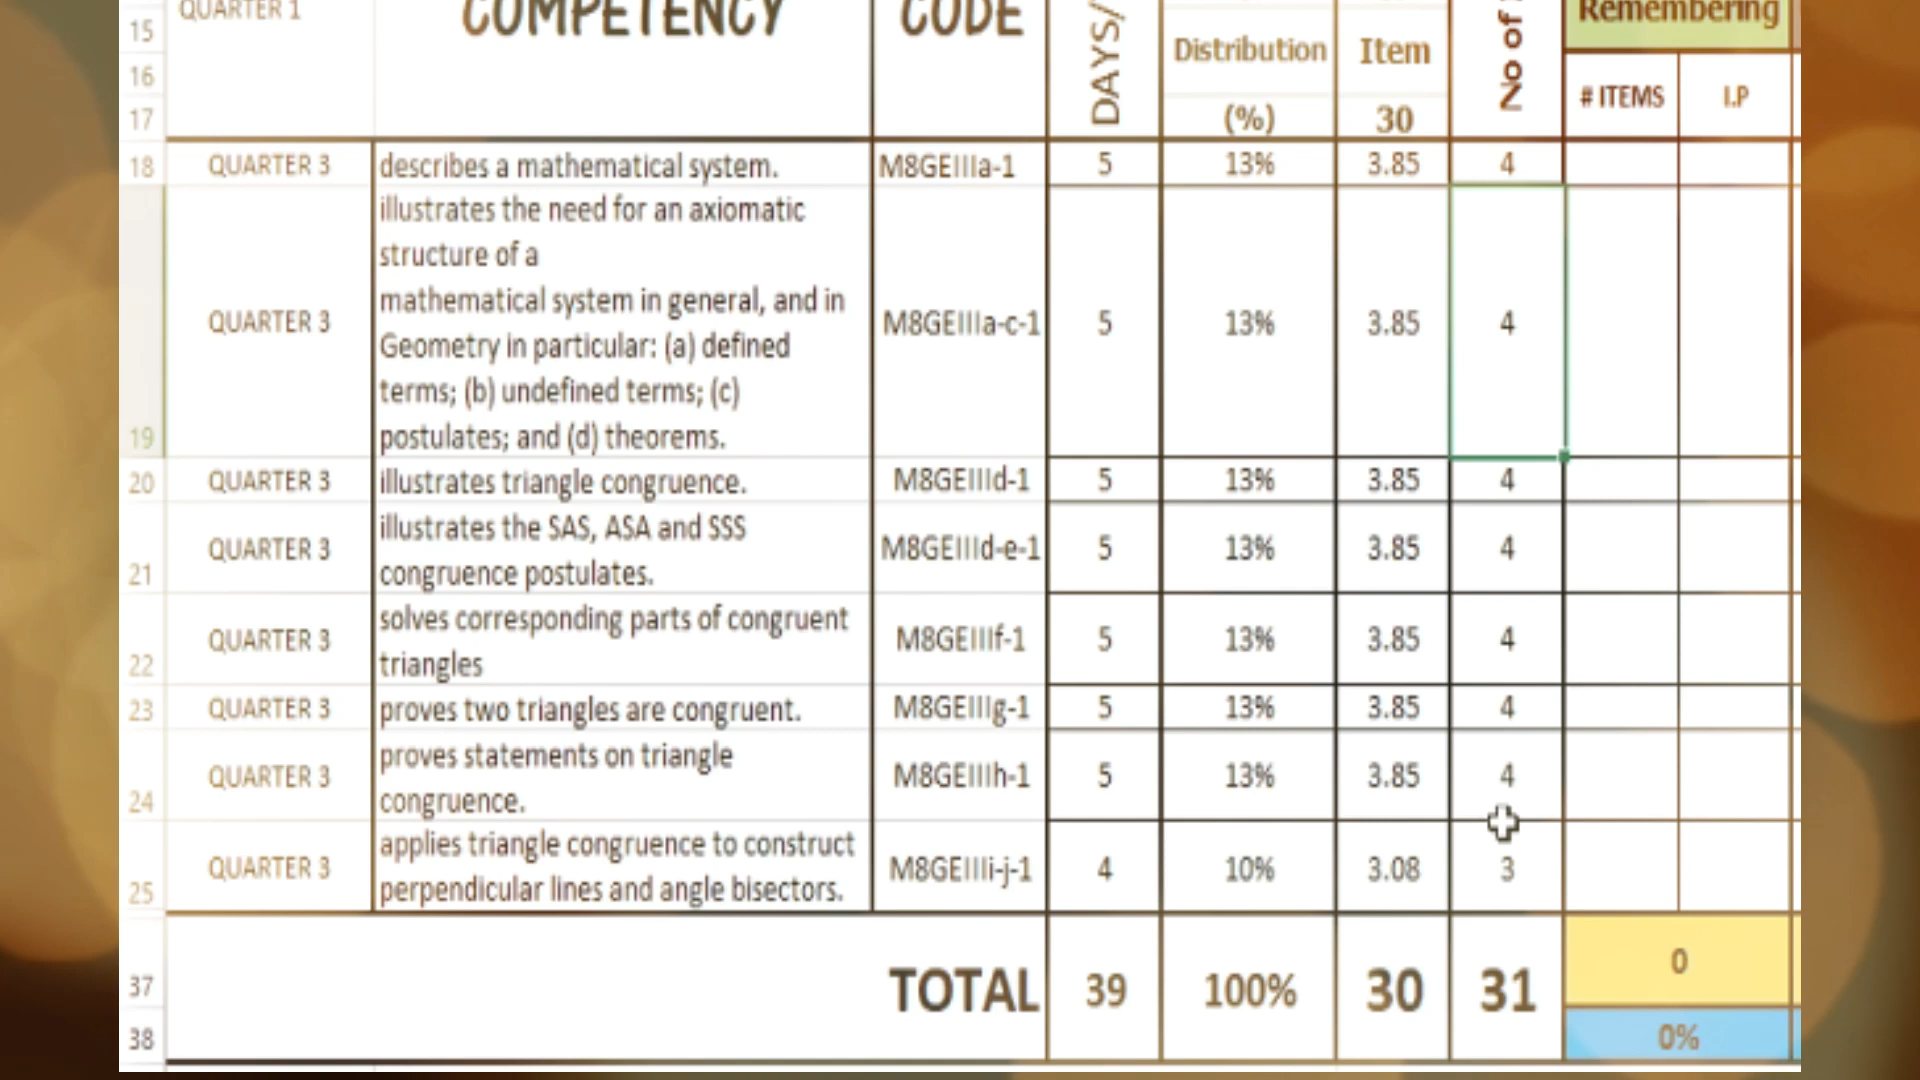 QUARTER 1
COMPETENCY
CODE
DAYS/
No of
Remembering
15
Distribution
Item
16
# ITEMS
I.P
17
(%)
30
18 QUARTER 3 describes a mathematical system. M8GEIIIa-1 5 13% 3.85 4
illustrates the need for an axiomatic
structure of a
mathematical system in general, and in
QUARTER 3 M8GEIIIa-c-1 5 13% 3.85 4
Geometry in particular: (a) defined
terms; (b) undefined terms; (c)
19 postulates; and (d) theorems.
20 QUARTER 3 illustrates triangle congruence. M8GEIIId-1 5 13% 3.85 4
illustrates the SAS, ASA and SSS
QUARTER 3 M8GEIIId-e-1 5 13% 3.85 4
21 congruence postulates.
solves corresponding parts of congruent
QUARTER 3 M8GEIIIf-1 5 13% 3.85 4
22 triangles
23 QUARTER 3 proves two triangles are congruent. M8GEIIIg-1 5 13% 3.85 4
proves statements on triangle
QUARTER 3 M8GEIIIh-1 5 13% 3.85 4
24 congruence.
applies triangle congruence to construct
QUARTER 3 M8GEIIIi-j-1 4 10% 3.08 3
25 perpendicular lines and angle bisectors.
0
37 TOTAL 39 100% 30 31
38 0%